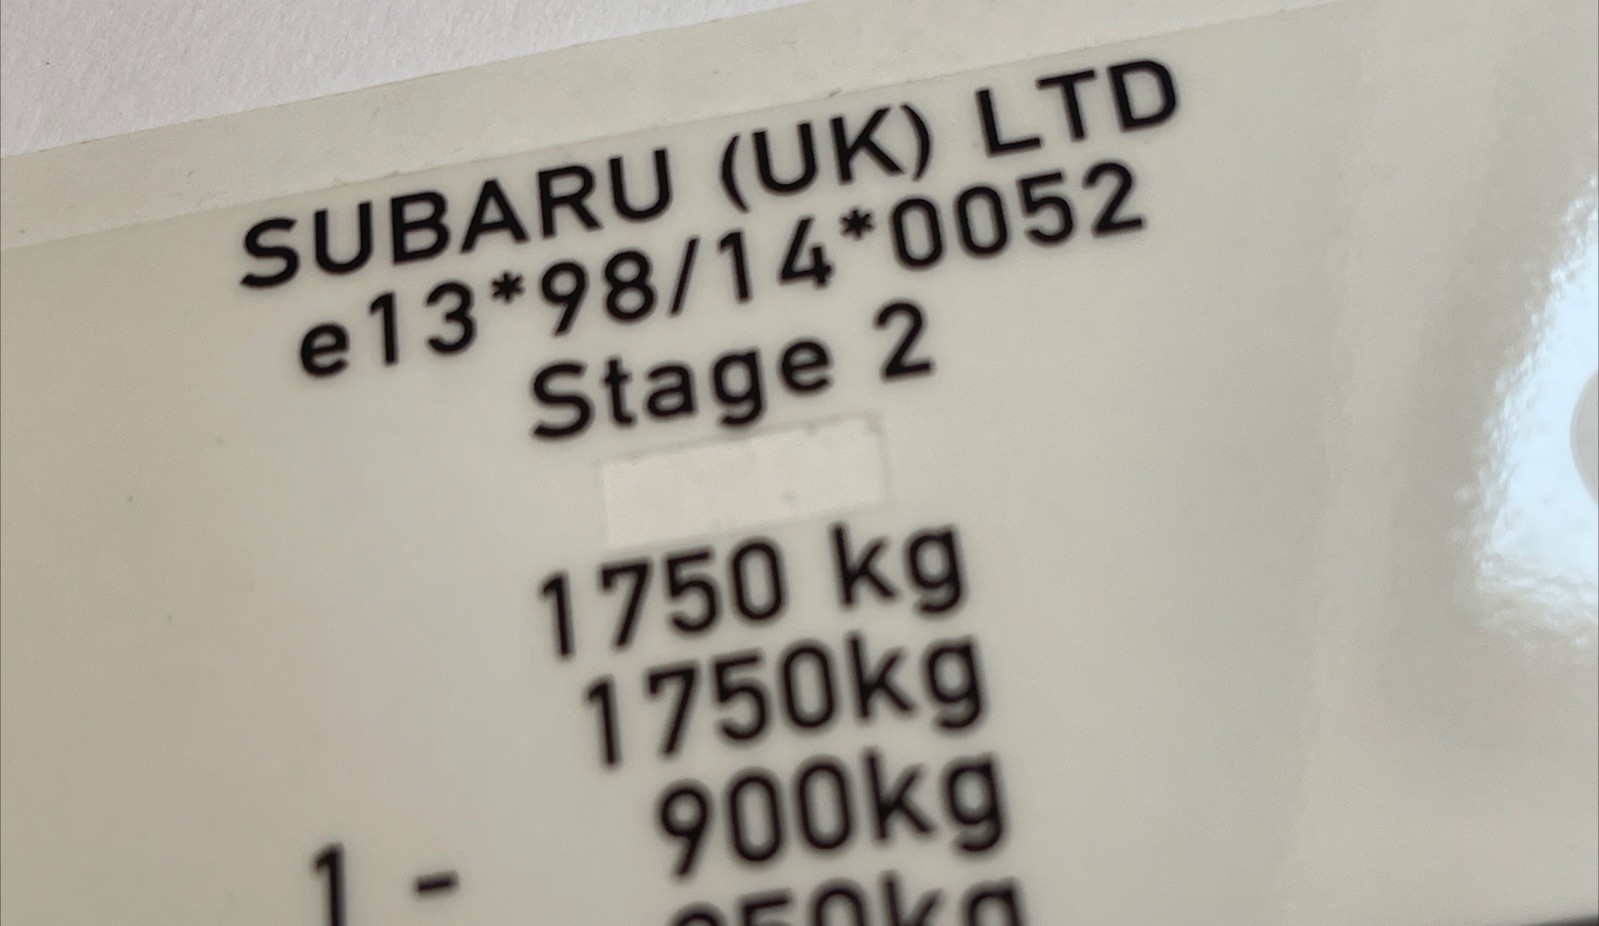 SUBARU (UK) LTD
e13*98/14*0052
Stage 2
1750 kg
1750kg
1 - 900kg